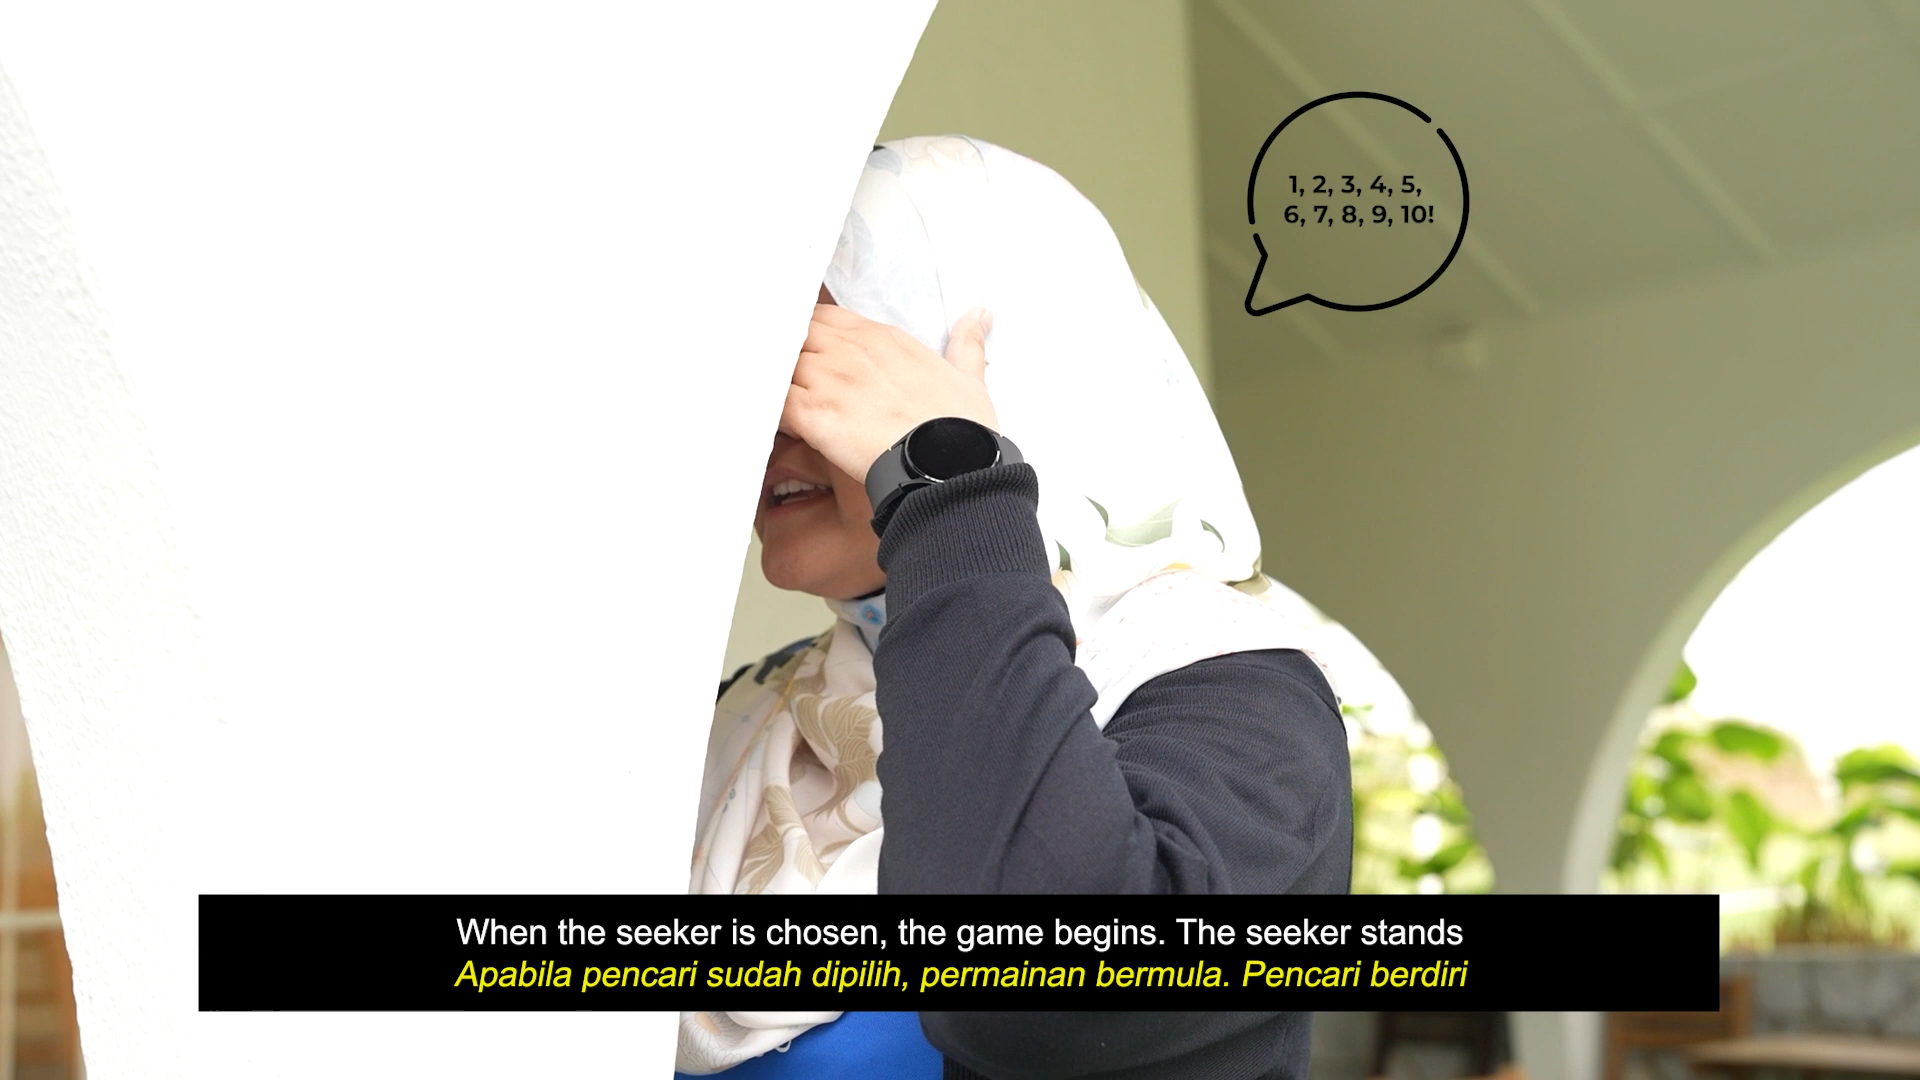 1, 2, 3, 4, 5,
6, 7, 8, 9, 10!
When the seeker is chosen, the game begins. The seeker stands
Apabila pencari sudah dipilih, permainan bermula. Pencari berdiri